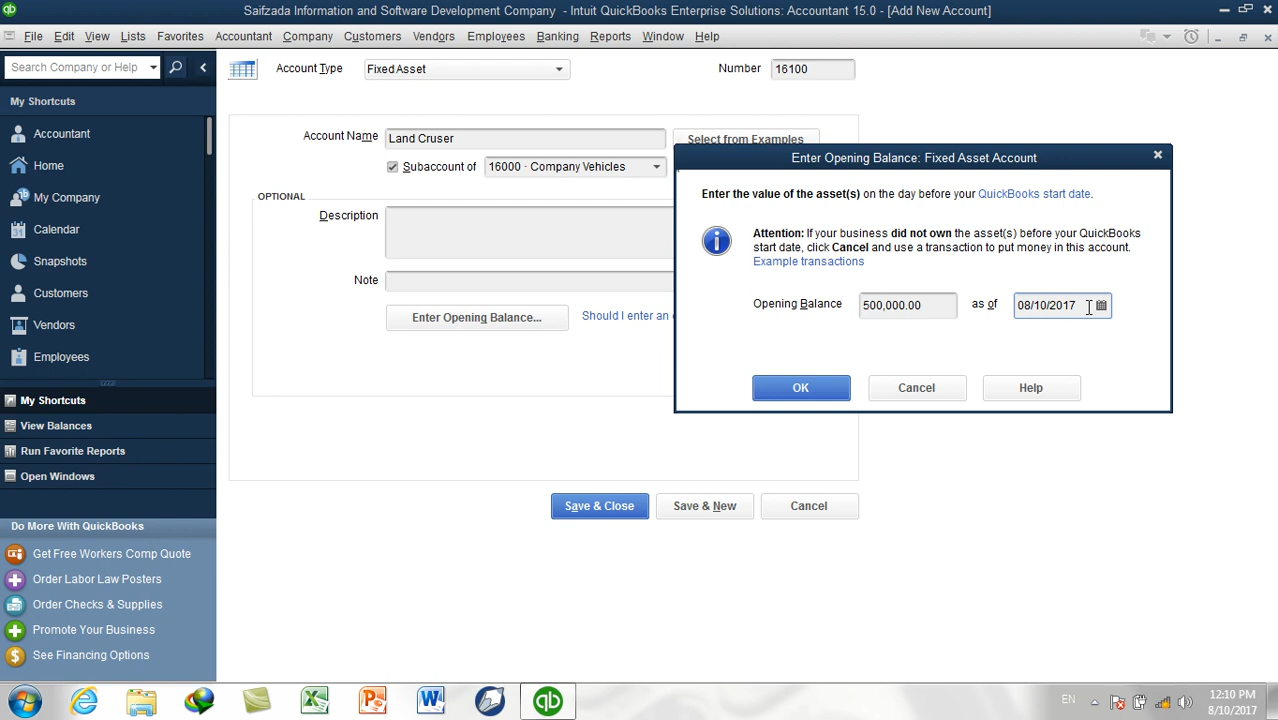 Saifzada Information and Software Development Company - Intuit QuickBooks Enterprise Solutions: Accountant 15.0 - [Add New Account]
File Edit View Lists Favorites Accountant Company Customers Vendors Employees Banking Reports Window Help
Search Company or Help
My Shortcuts
Accountant
Home
My Company
Calendar
Snapshots
Customers
Vendors
Employees
My Shortcuts
View Balances
Run Favorite Reports
Open Windows
Do More With QuickBooks
Get Free Workers Comp Quote
Order Labor Law Posters
Order Checks & Supplies
Promote Your Business
See Financing Options
Account Type Fixed Asset Number 16100
Account Name Land Cruser Select from Examples
Subaccount of 16000 · Company Vehicles
OPTIONAL
Description
Note
Enter Opening Balance... Should I enter an
Save & Close Save & New Cancel
Enter Opening Balance: Fixed Asset Account
Enter the value of the asset(s) on the day before your QuickBooks start date.
Attention: If your business did not own the asset(s) before your QuickBooks
start date, click Cancel and use a transaction to put money in this account.
Example transactions
Opening Balance 500,000.00 as of 08/10/2017
OK Cancel Help
qb
EN
12:10 PM
8/10/2017